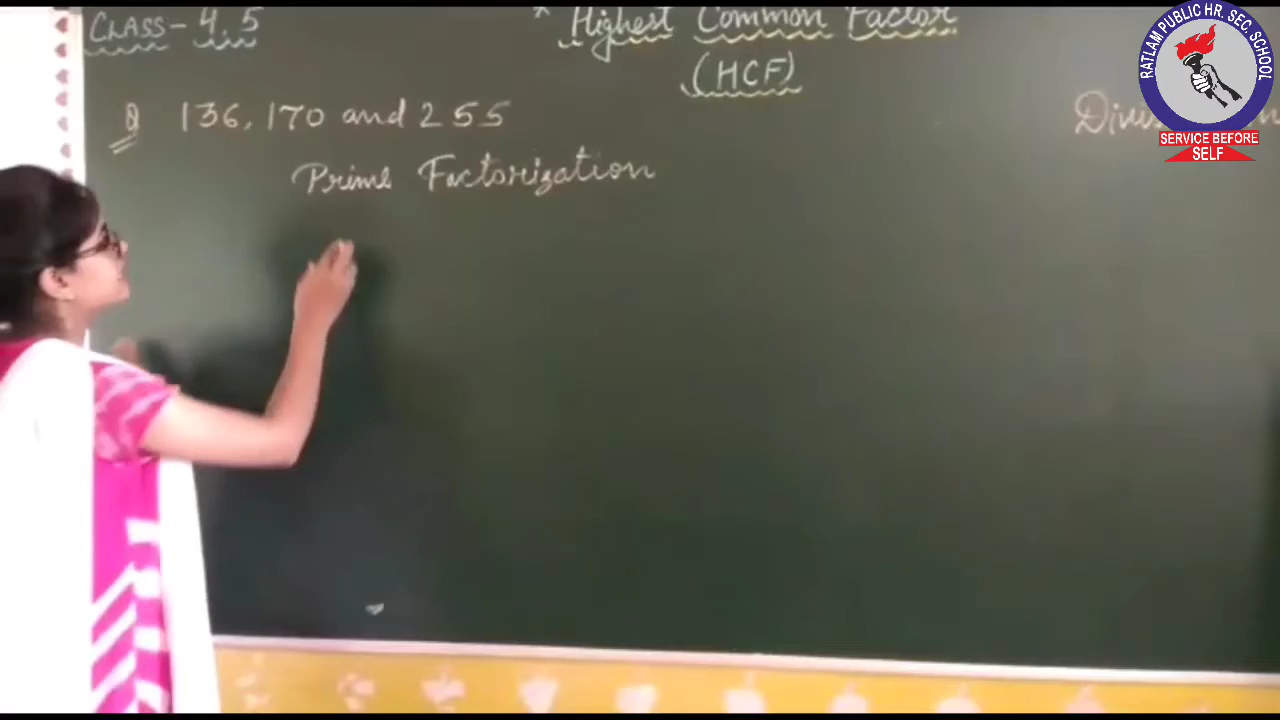 CLASS - 4, 5
* Highest Common Factor
(HCF)
Q 136, 170 and 255
Prime Factorization
RATLAM PUBLIC HR. SEC. SCHOOL
SERVICE BEFORE
SELF